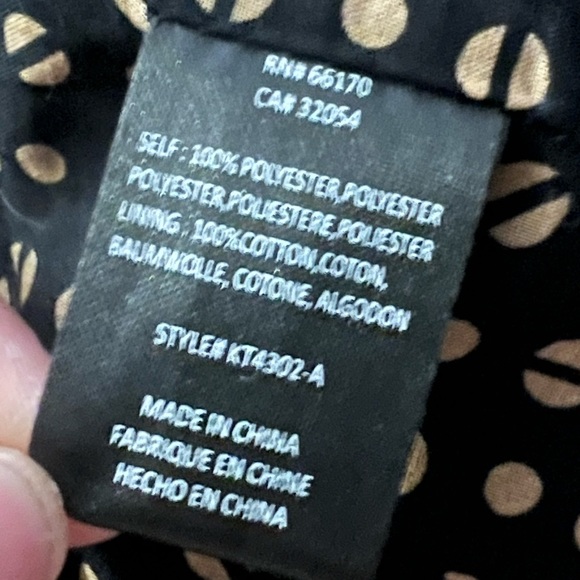 RN# 66170
CA# 32054
SELF : 100% POLYESTER,POLYESTER
POLYESTER,POLIESTERE,POLIESTER
LINING : 100%COTTON,COTON,
BAUMWOLLE, COTONE, ALGODON
STYLE# KT4302-A
MADE IN CHINA
FABRIQUE EN CHINE
HECHO EN CHINA